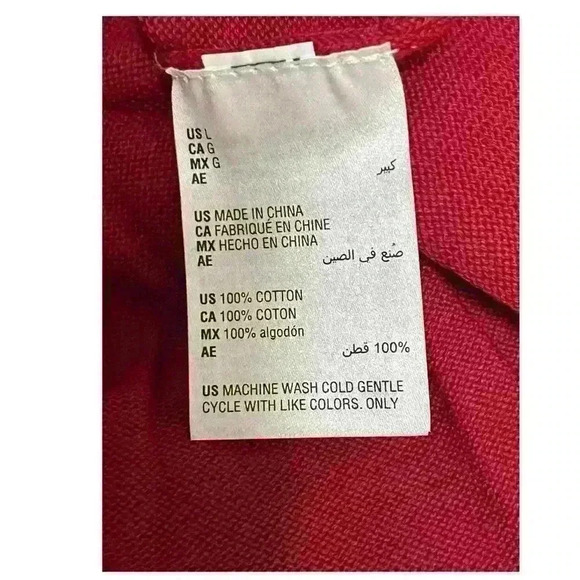 US L
CA G
MX G
AE كبير
US MADE IN CHINA
CA FABRIQUÉ EN CHINE
MX HECHO EN CHINA
AE صُنع في الصين
US 100% COTTON
CA 100% COTON
MX 100% algodón
AE 100% قطن
US MACHINE WASH COLD GENTLE
CYCLE WITH LIKE COLORS. ONLY